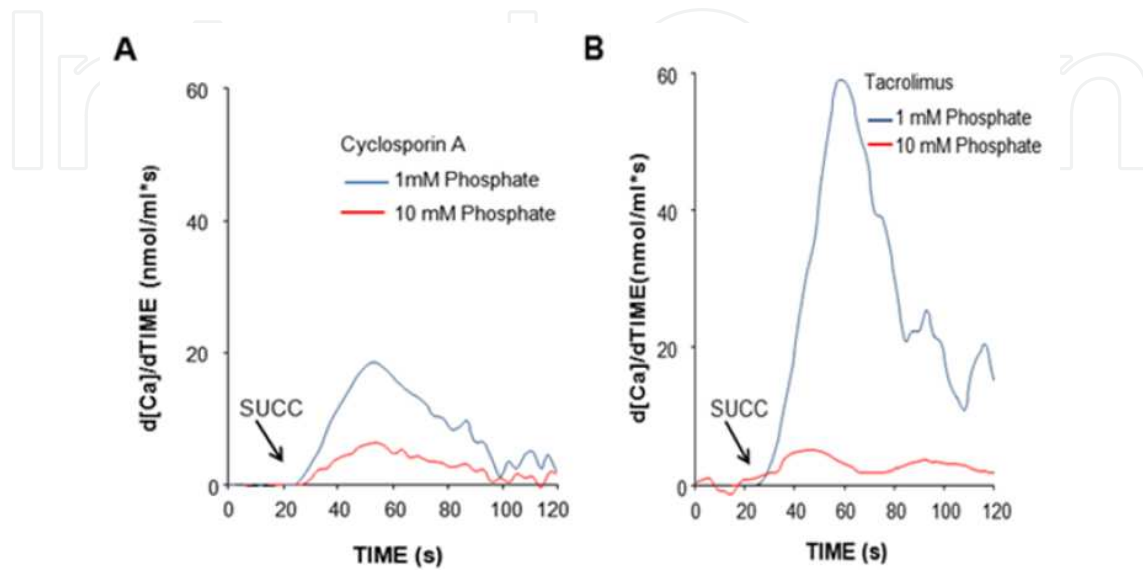 A
60
40
20
0
d[Ca]/dTIME (nmol/ml*s)
Cyclosporin A
1mM Phosphate
10 mM Phosphate
SUCC
0 20 40 60 80 100 120
TIME (s)
B
60
40
20
0
d[Ca]/dTIME(nmol/ml*s)
Tacrolimus
1 mM Phosphate
10 mM Phosphate
SUCC
0 20 40 60 80 100 120
TIME (s)